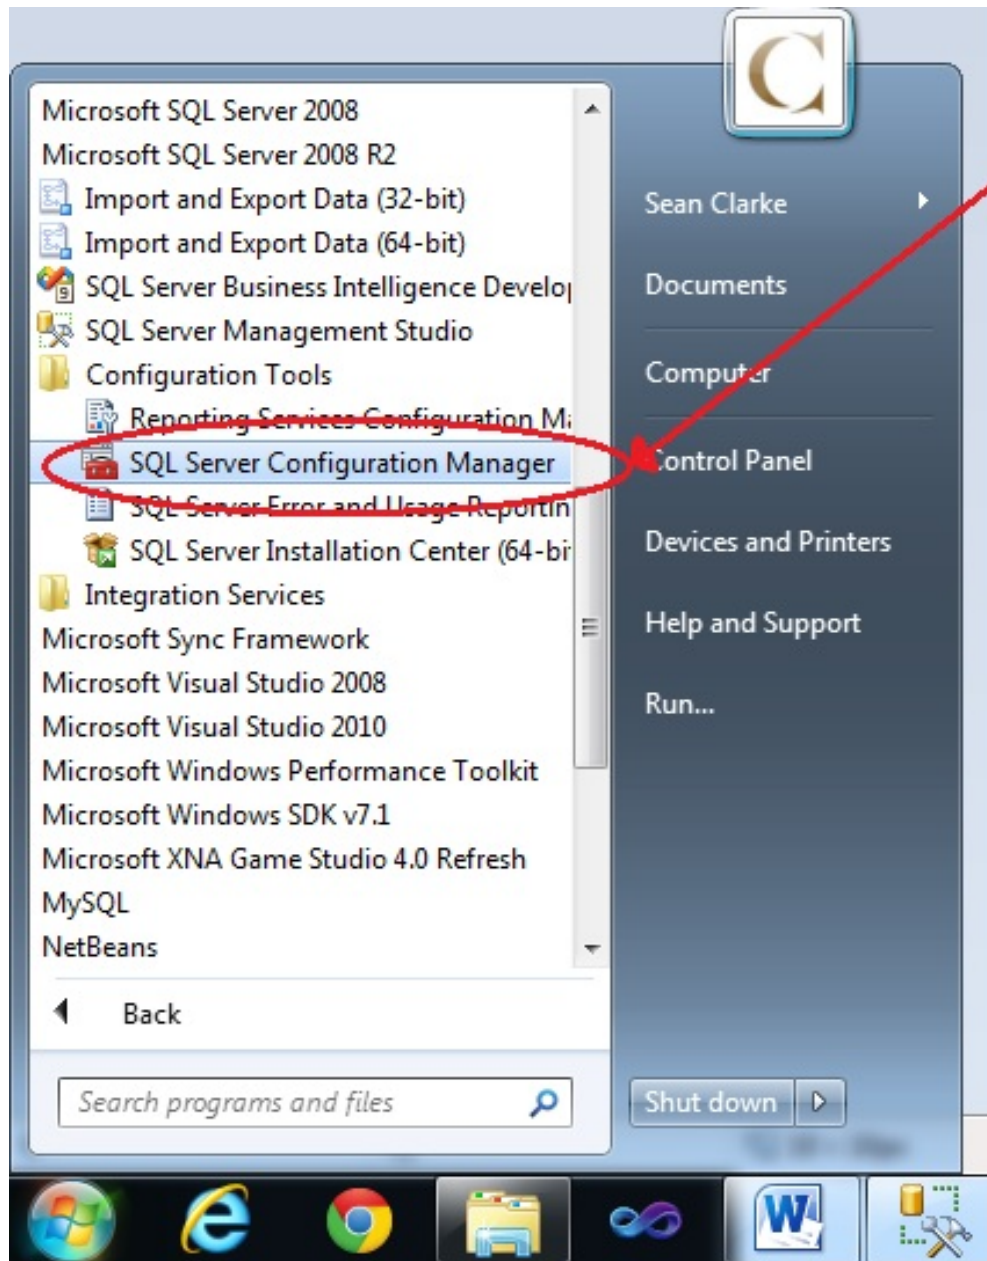 Microsoft SQL Server 2008
Microsoft SQL Server 2008 R2
Import and Export Data (32-bit)
Import and Export Data (64-bit)
SQL Server Business Intelligence Develop
SQL Server Management Studio
Configuration Tools
Reporting Services Configuration Ma
SQL Server Configuration Manager
SQL Server Error and Usage Reportin
SQL Server Installation Center (64-bit
Integration Services
Microsoft Sync Framework
Microsoft Visual Studio 2008
Microsoft Visual Studio 2010
Microsoft Windows Performance Toolkit
Microsoft Windows SDK v7.1
Microsoft XNA Game Studio 4.0 Refresh
MySQL
NetBeans
Back
Search programs and files
C
Sean Clarke
Documents
Computer
Control Panel
Devices and Printers
Help and Support
Run...
Shut down